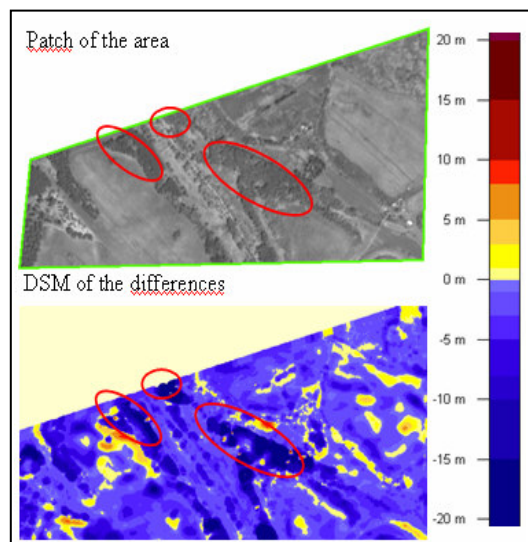 Patch of the area
DSM of the differences
20 m
15 m
10 m
5 m
0 m
-5 m
-10 m
-15 m
-20 m